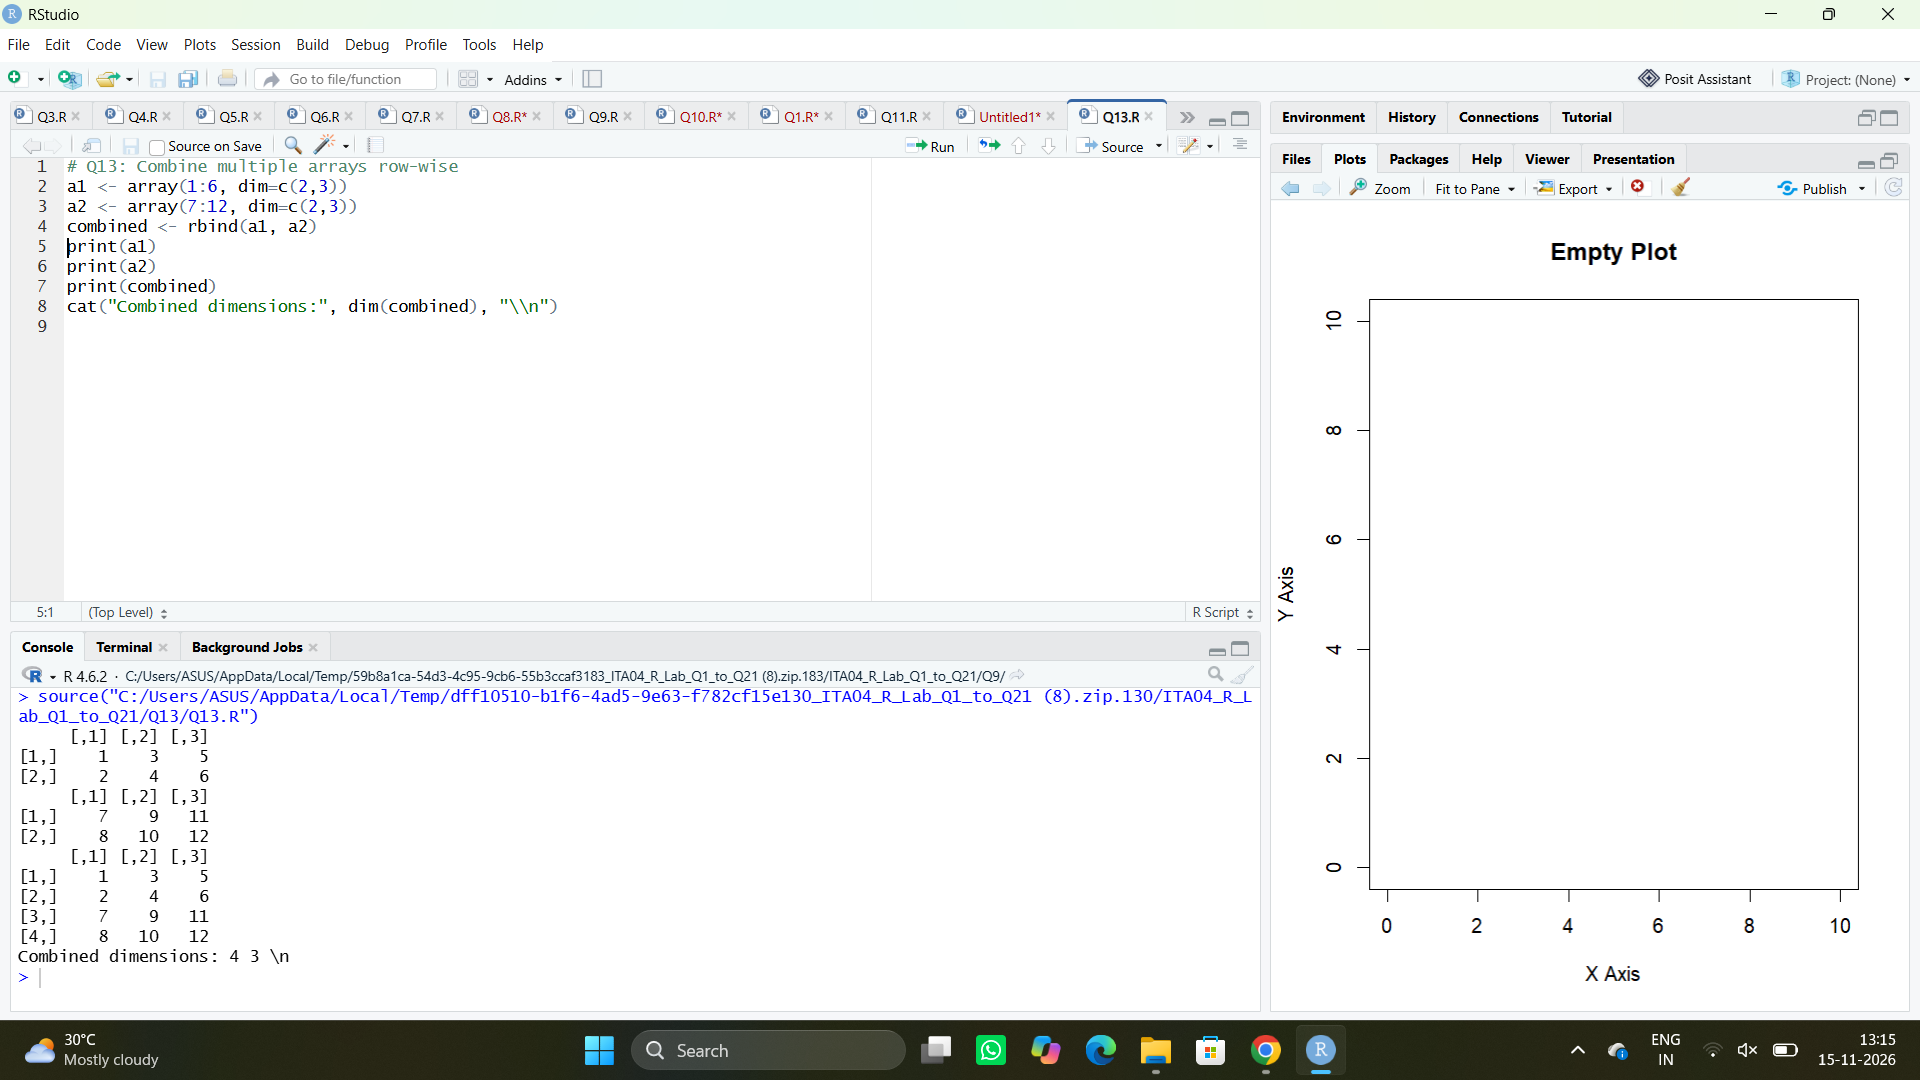 RStudio
File Edit Code View Plots Session Build Debug Profile Tools Help
Go to file/function Addins Posit Assistant Project: (None)
Q3.R Q4.R Q5.R Q6.R Q7.R Q8.R* Q9.R Q10.R* Q1.R* Q11.R Untitled1* Q13.R
Source on Save Run Source
1 # Q13: Combine multiple arrays row-wise
2 a1 <- array(1:6, dim=c(2,3))
3 a2 <- array(7:12, dim=c(2,3))
4 combined <- rbind(a1, a2)
5 print(a1)
6 print(a2)
7 print(combined)
8 cat("Combined dimensions:", dim(combined), "\\n")
9
5:1 (Top Level) R Script
Console Terminal Background Jobs
R 4.6.2 · C:/Users/ASUS/AppData/Local/Temp/59b8a1ca-54d3-4c95-9cb6-55b3ccaf3183_ITA04_R_Lab_Q1_to_Q21 (8).zip.183/ITA04_R_Lab_Q1_to_Q21/Q9/
> source("C:/Users/ASUS/AppData/Local/Temp/dff10510-b1f6-4ad5-9e63-f782cf15e130_ITA04_R_Lab_Q1_to_Q21 (8).zip.130/ITA04_R_L
ab_Q1_to_Q21/Q13/Q13.R")
[,1] [,2] [,3]
[1,] 1 3 5
[2,] 2 4 6
[,1] [,2] [,3]
[1,] 7 9 11
[2,] 8 10 12
[,1] [,2] [,3]
[1,] 1 3 5
[2,] 2 4 6
[3,] 7 9 11
[4,] 8 10 12
Combined dimensions: 4 3 \n
>
Environment History Connections Tutorial
Files Plots Packages Help Viewer Presentation
Zoom Fit to Pane Export Publish
Empty Plot
10
8
6
4
2
0
Y Axis
0 2 4 6 8 10
X Axis
30°C
Mostly cloudy
Search
ENG
IN
13:15
15-11-2026